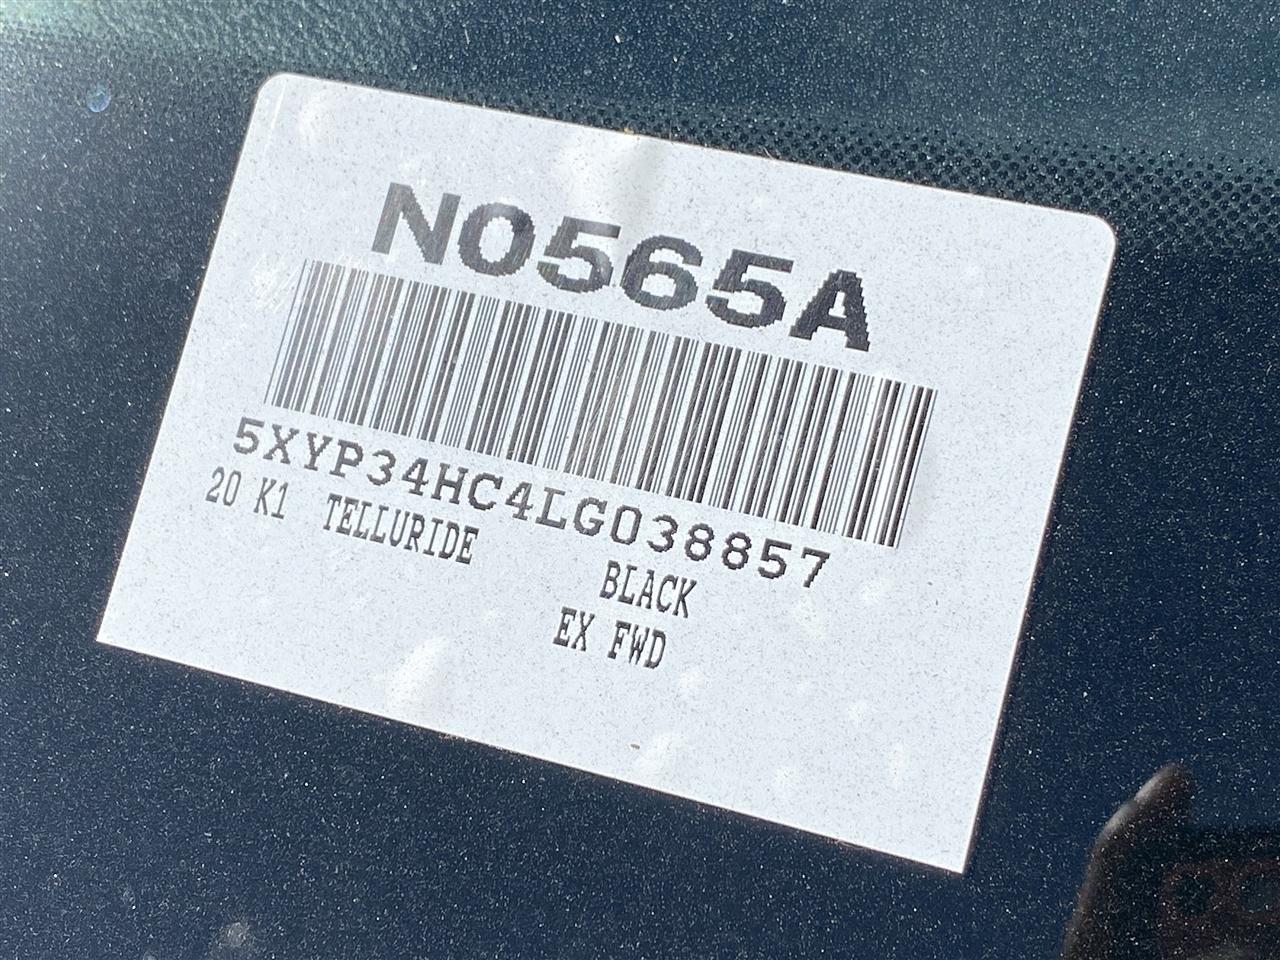 N0565A
5XYP34HC4LG038857
20 K1 TELLURIDE
BLACK
EX FWD